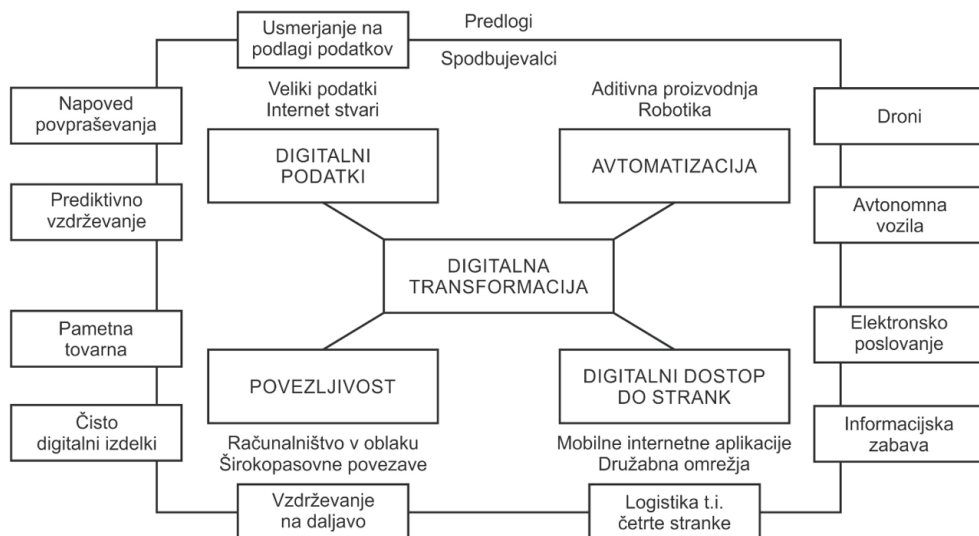 Usmerjanje na
podlagi podatkov
Predlogi
Spodbujevalci
Napoved
povpraševanja
Veliki podatki
Internet stvari
Aditivna proizvodnja
Robotika
Droni
DIGITALNI
PODATKI
AVTOMATIZACIJA
Prediktivno
vzdrževanje
Avtonomna
vozila
DIGITALNA
TRANSFORMACIJA
Pametna
tovarna
Elektronsko
poslovanje
POVEZLJIVOST
DIGITALNI DOSTOP
DO STRANK
Čisto
digitalni izdelki
Informacijska
zabava
Računalništvo v oblaku
Širokopasovne povezave
Mobilne internetne aplikacije
Družabna omrežja
Vzdrževanje
na daljavo
Logistika t.i.
četrte stranke